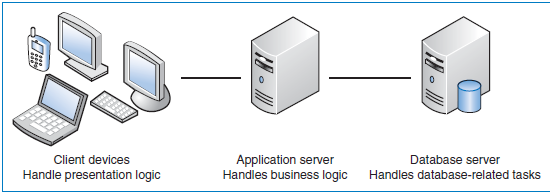 Client devices
Handle presentation logic
Application server
Handles business logic
Database server
Handles database-related tasks